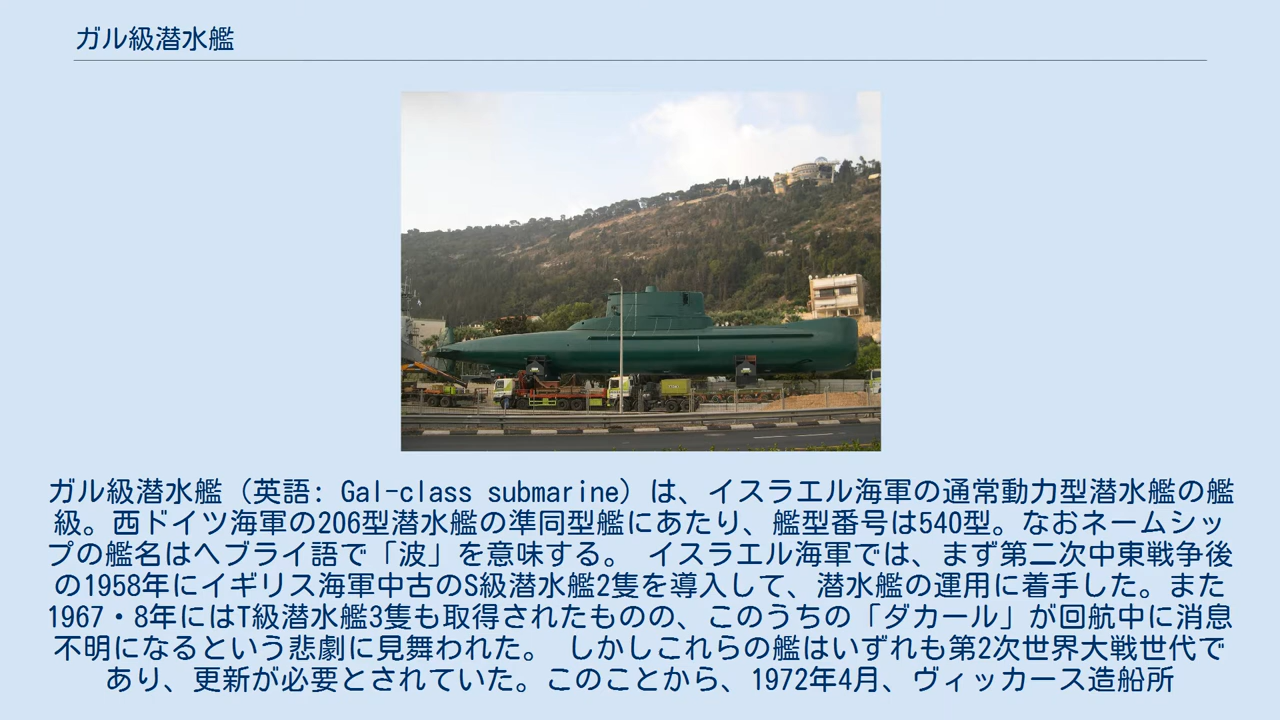 ガル級潜水艦
ガル級潜水艦（英語: Gal-class submarine）は、イスラエル海軍の通常動力型潜水艦の艦
級。西ドイツ海軍の206型潜水艦の準同型艦にあたり、艦型番号は540型。なおネームシッ
プの艦名はヘブライ語で「波」を意味する。 イスラエル海軍では、まず第二次中東戦争後
の1958年にイギリス海軍中古のS級潜水艦2隻を導入して、潜水艦の運用に着手した。また
1967・8年にはT級潜水艦3隻も取得されたものの、このうちの「ダカール」が回航中に消息
不明になるという悲劇に見舞われた。 しかしこれらの艦はいずれも第2次世界大戦世代で
あり、更新が必要とされていた。このことから、1972年4月、ヴィッカース造船所